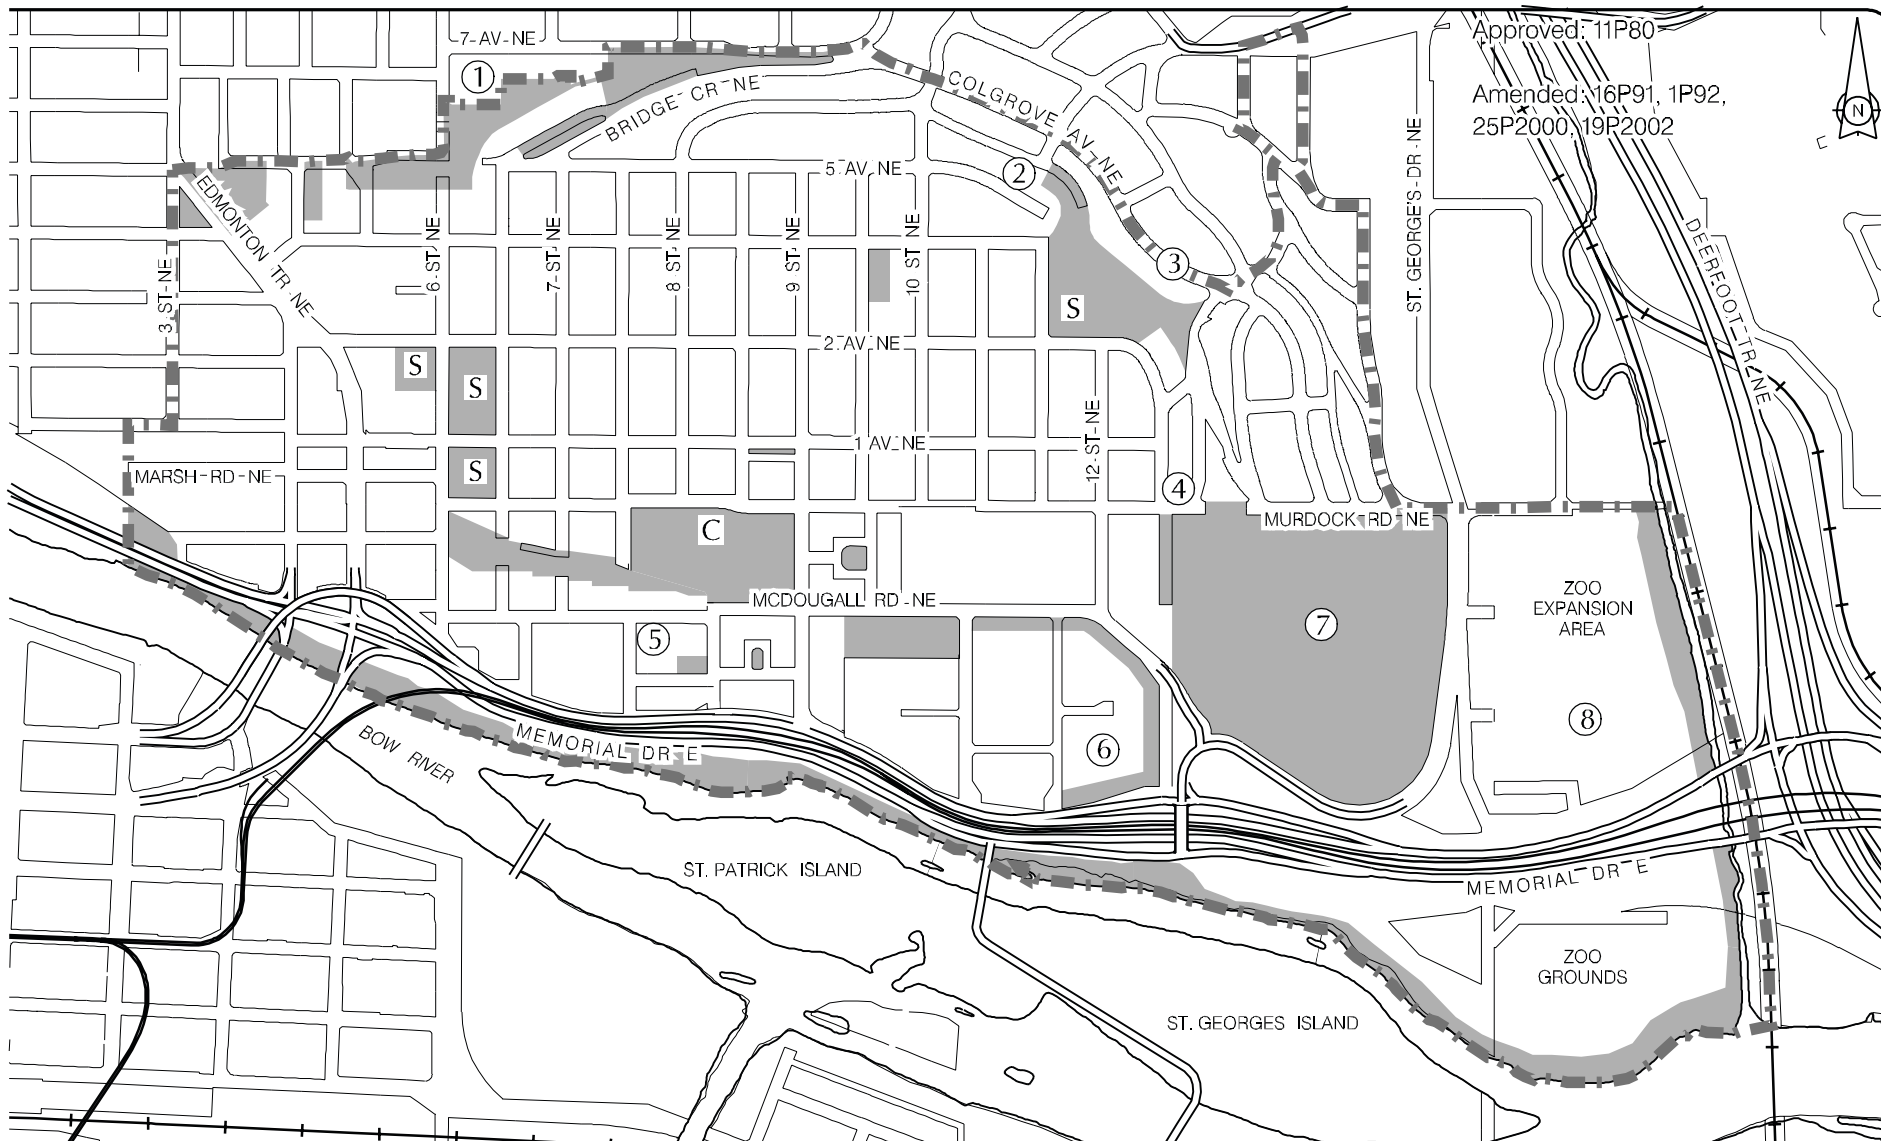 Approved: 11P80
Amended: 16P91, 1P92,
25P2000, 19P2002
N
7 AV NE
1
BRIDGE CR NE
COLGROVE AV NE
5 AV NE
2
EDMONTON TR NE
3 ST NE
6 ST NE
7 ST NE
8 ST NE
9 ST NE
10 ST NE
ST. GEORGE'S DR NE
DEERFOOT TR NE
3
S
2 AV NE
S
S
1 AV NE
12 ST NE
S
MARSH RD NE
4
C
MURDOCK RD NE
MCDOUGALL RD NE
ZOO
EXPANSION
AREA
5
7
6
8
BOW RIVER
MEMORIAL DR E
ST. PATRICK ISLAND
MEMORIAL DR E
ZOO
GROUNDS
ST. GEORGES ISLAND